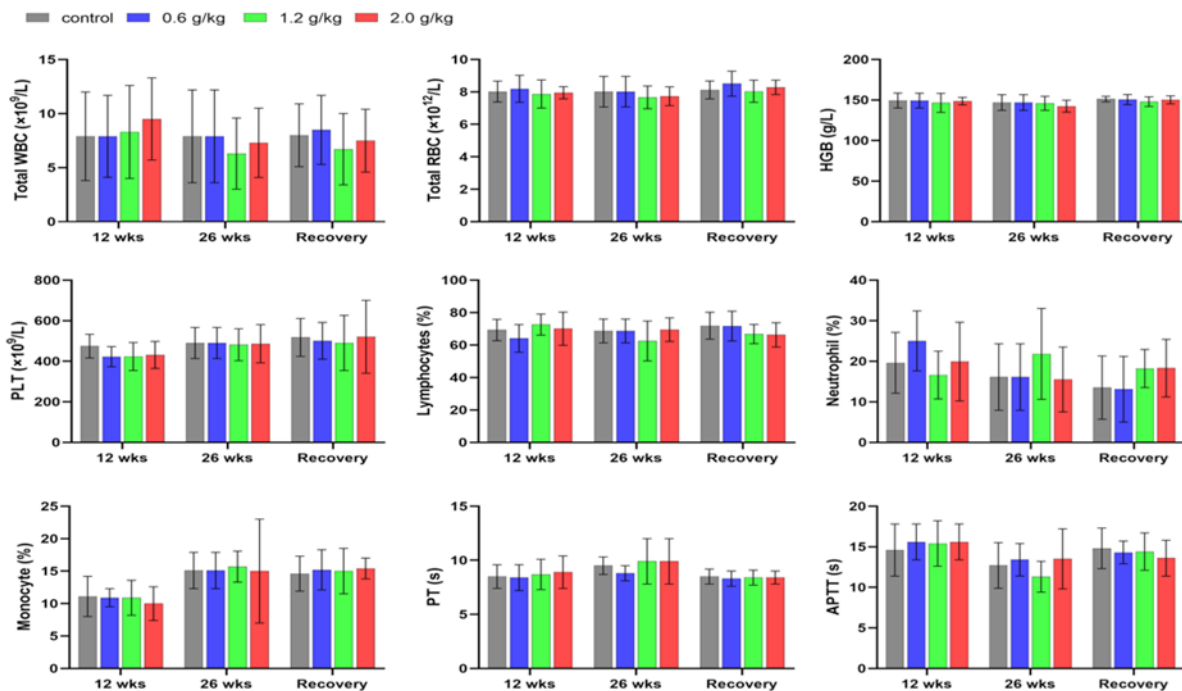 control 0.6 g/kg 1.2 g/kg 2.0 g/kg
Total WBC (×10⁹/L)
15
10
5
0
12 wks 26 wks Recovery
Total RBC (×10¹²/L)
10
8
6
4
2
0
12 wks 26 wks Recovery
HGB (g/L)
200
150
100
50
0
12 wks 26 wks Recovery
PLT (×10⁹/L)
800
600
400
200
0
12 wks 26 wks Recovery
Lymphocytes (%)
100
80
60
40
20
0
12 wks 26 wks Recovery
Neutrophil (%)
40
30
20
10
0
12 wks 26 wks Recovery
Monocyte (%)
25
20
15
10
5
0
12 wks 26 wks Recovery
PT (s)
15
10
5
0
12 wks 26 wks Recovery
APTT (s)
20
15
10
5
0
12 wks 26 wks Recovery